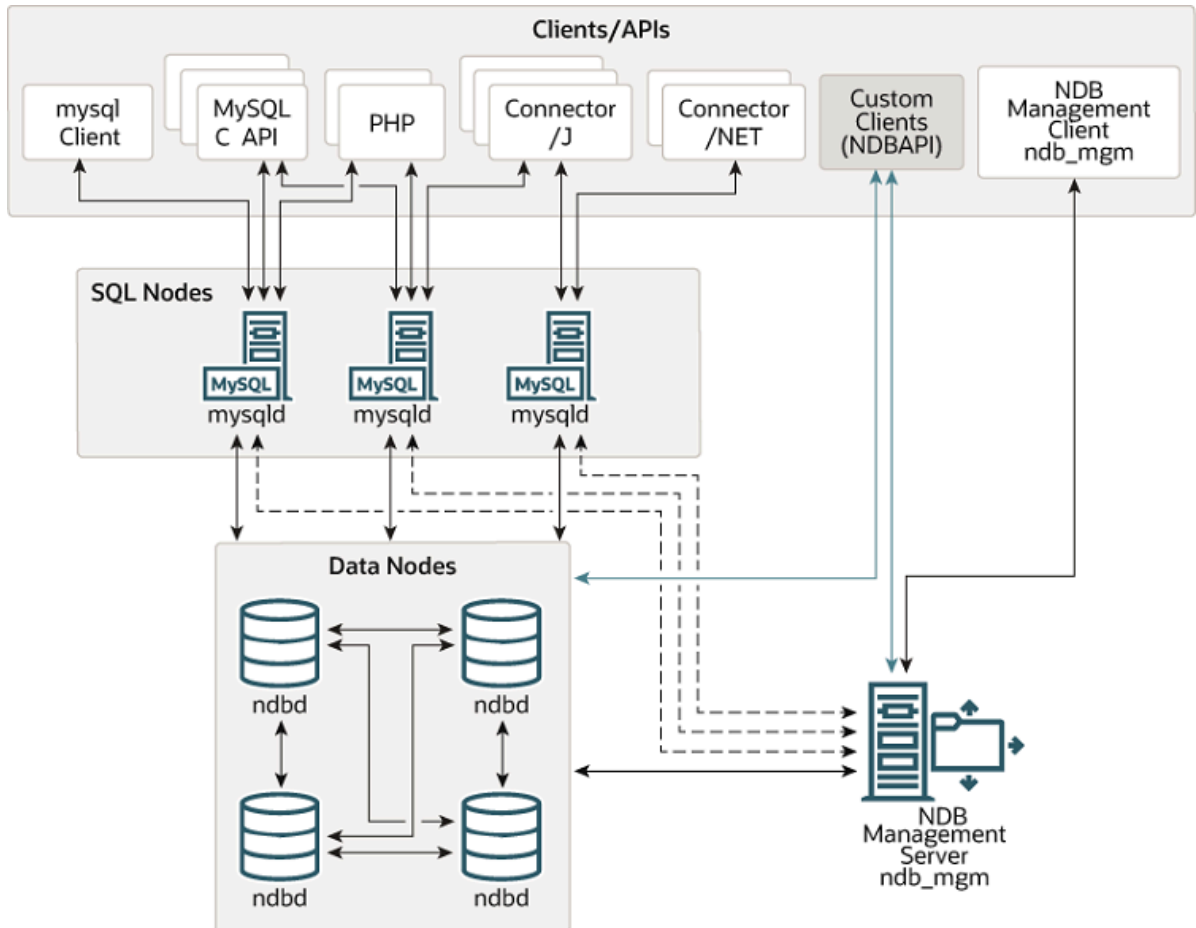 Clients/APIs
mysql
Client
MySQL
C API
PHP
Connector
/J
Connector
/NET
Custom
Clients
(NDBAPI)
NDB
Management
Client
ndb_mgm
SQL Nodes
MySQL
mysqld
MySQL
mysqld
MySQL
mysqld
Data Nodes
ndbd
ndbd
ndbd
ndbd
NDB
Management
Server
ndb_mgm